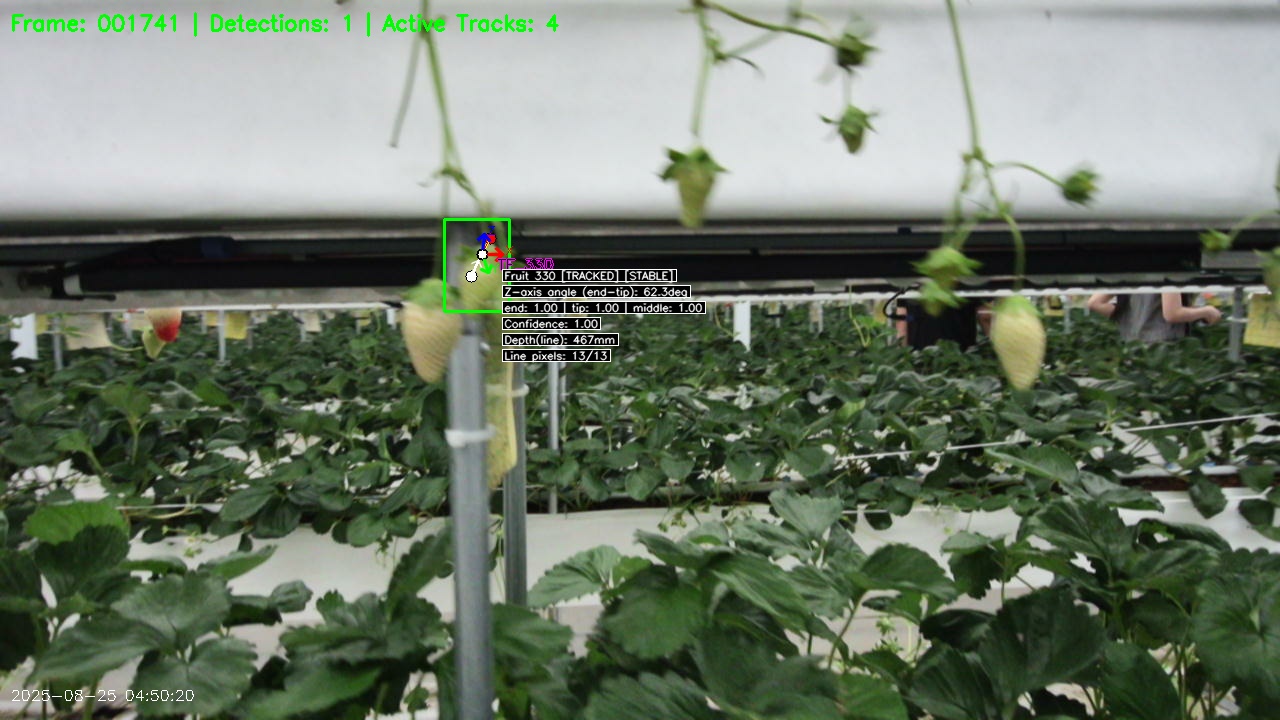 Frame: 001741 | Detections: 1 | Active Tracks: 4
TF_330
Fruit 330 [TRACKED] [STABLE]
Z-axis angle (end-tip): 62.3deg
end: 1.00 | tip: 1.00 | middle: 1.00
Confidence: 1.00
Depth(line): 467mm
Line pixels: 13/13
2025-08-25 04:50:20